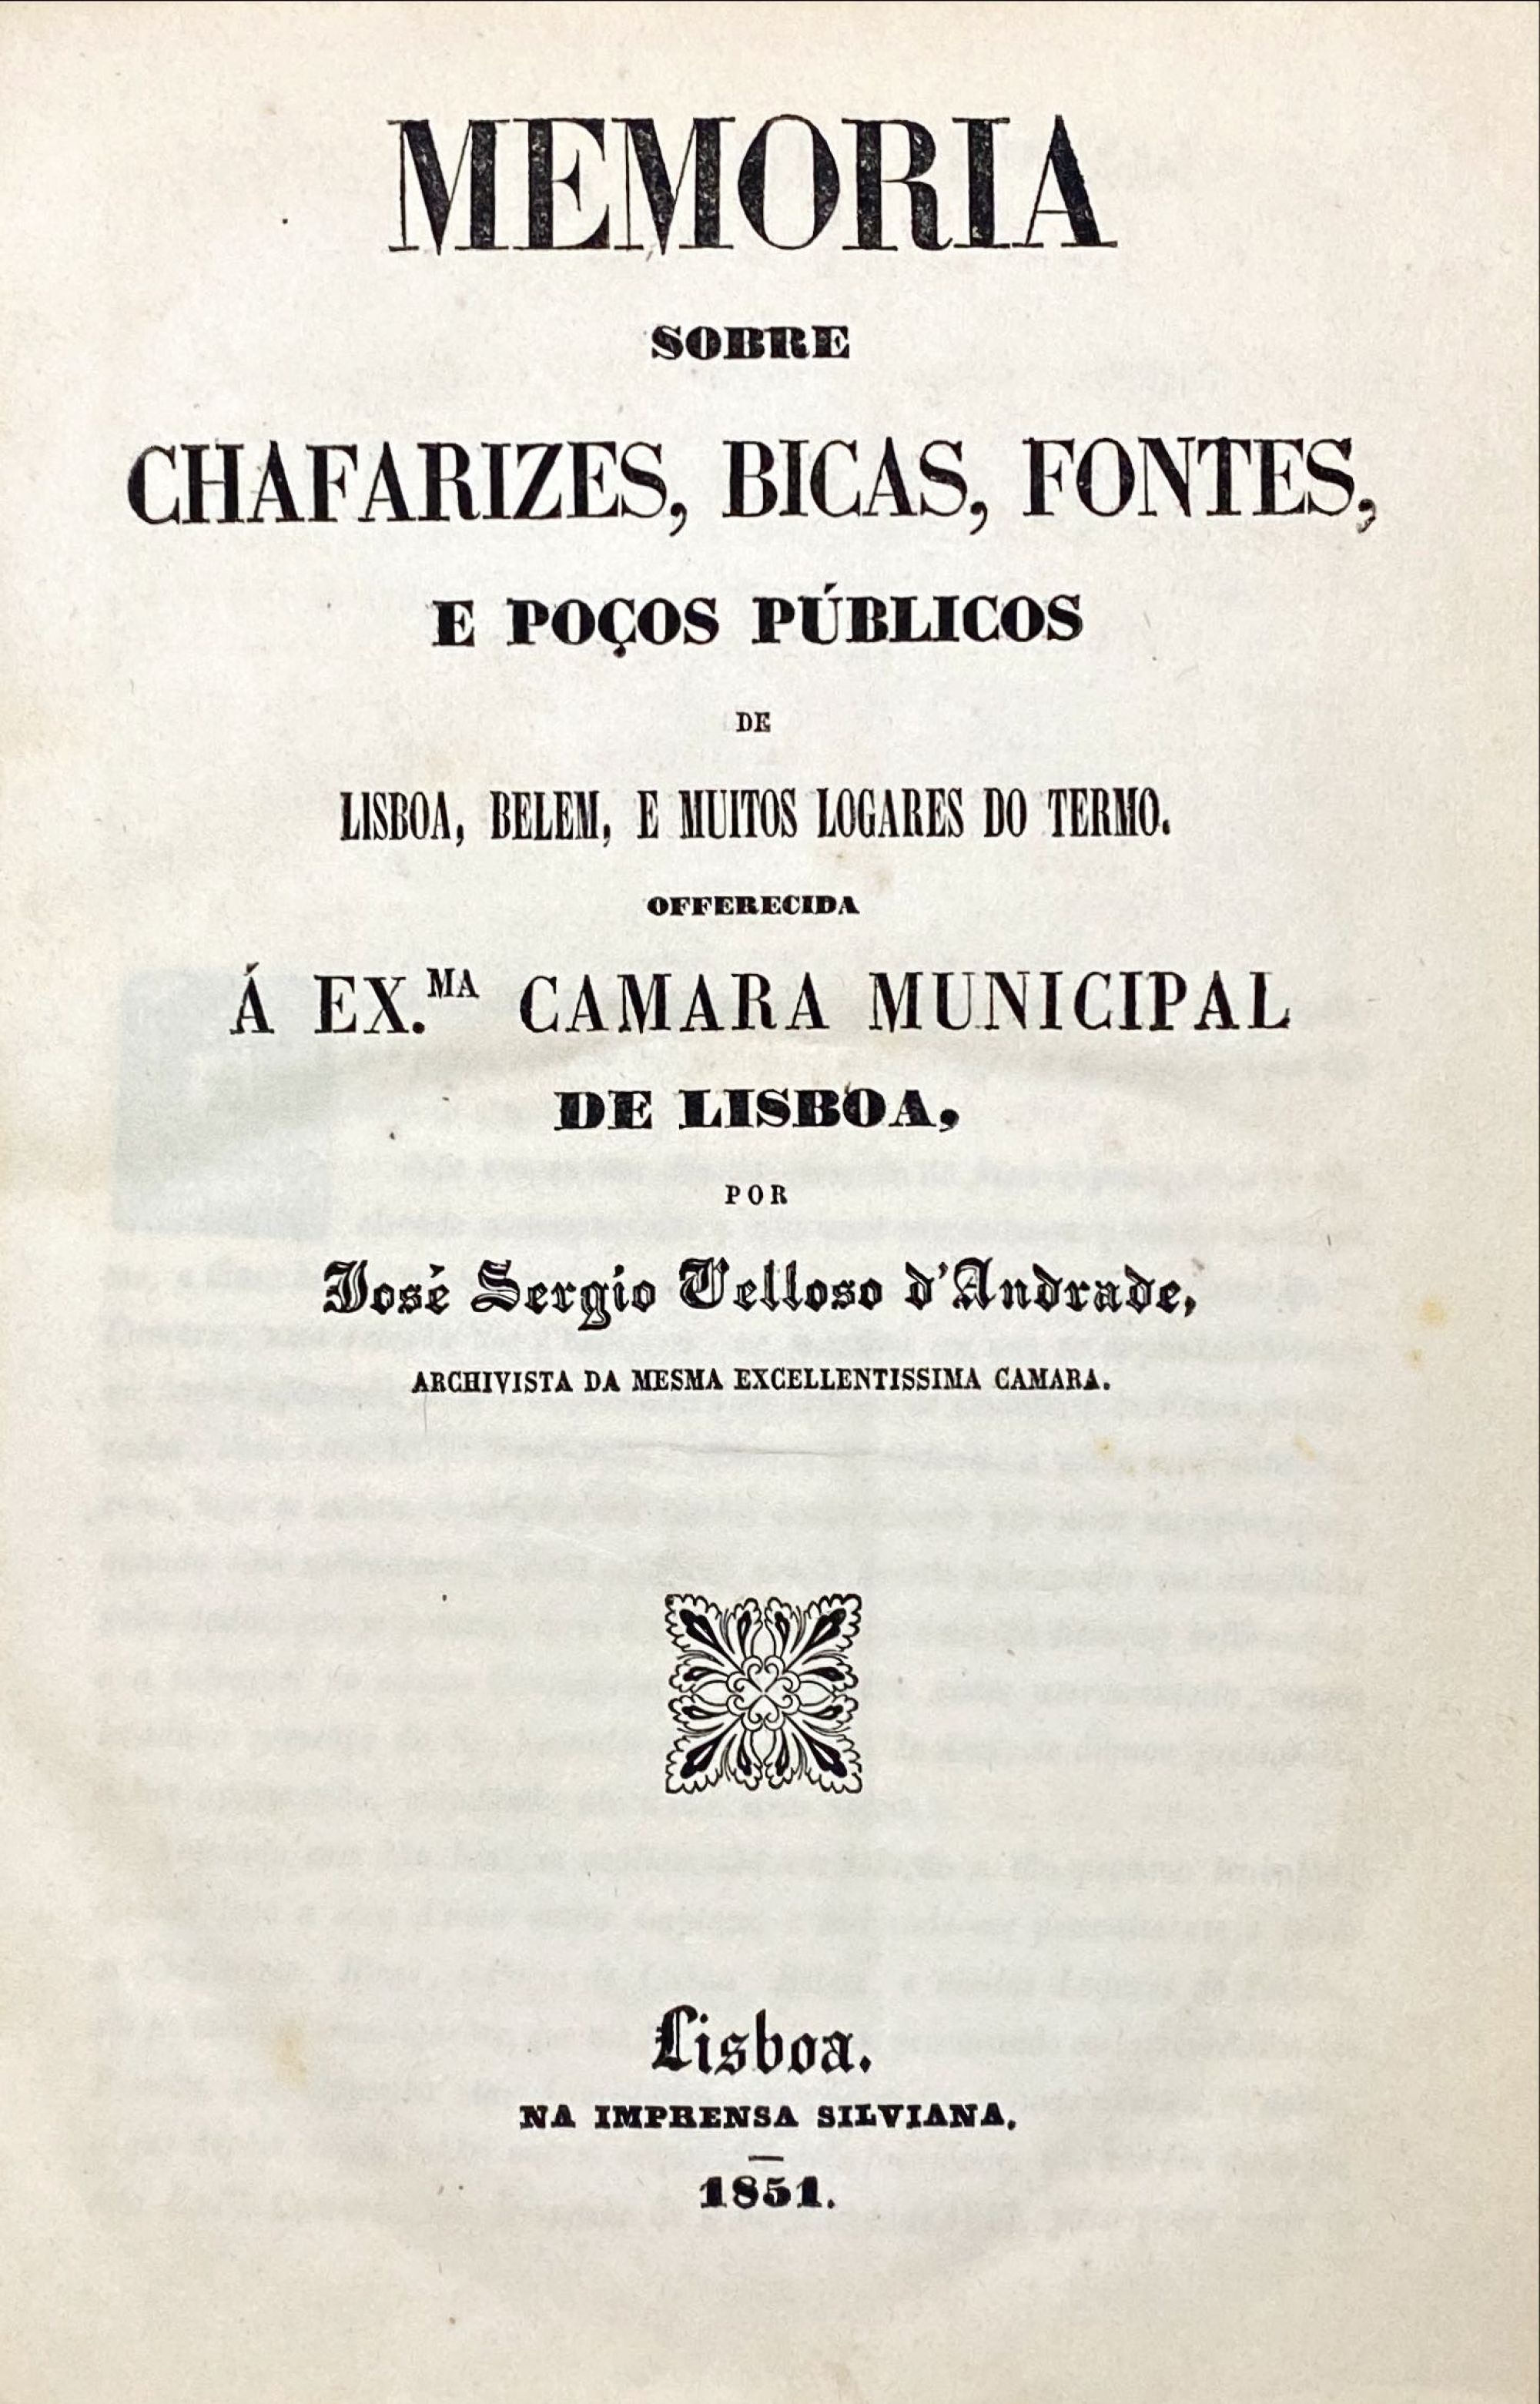 MEMORIA
SOBRE
CHAFARIZES, BICAS, FONTES,
E POÇOS PÚBLICOS
DE
LISBOA, BELEM, E MUITOS LOGARES DO TERMO.
OFFERECIDA
Á EX.MA CAMARA MUNICIPAL
DE LISBOA,
POR
José Sergio Velloso d'Andrade,
ARCHIVISTA DA MESMA EXCELLENTISSIMA CAMARA.
Lisboa.
NA IMPRENSA SILVIANA.
1851.